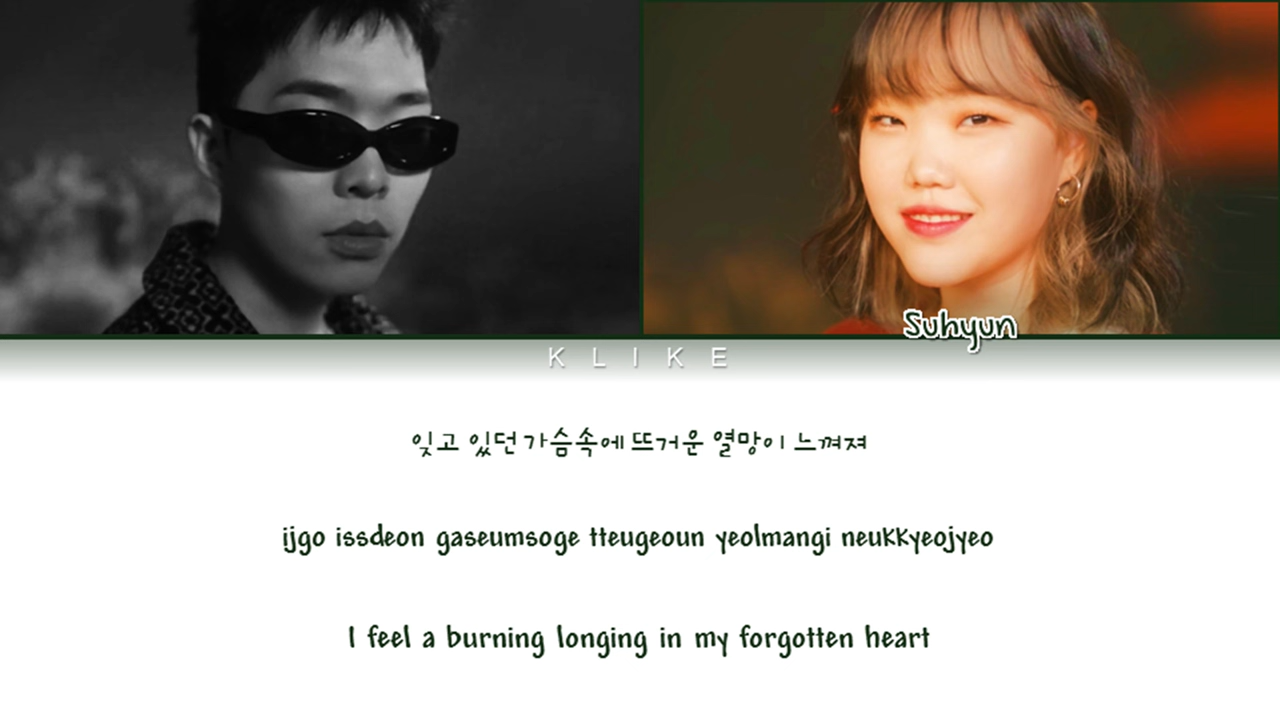 Suhyun
KLIKE
잊고 있던 가슴속에 뜨거운 열망이 느껴져
ijgo issdeon gaseumsoge tteugeoun yeolmangi neukkyeojyeo
I feel a burning longing in my forgotten heart